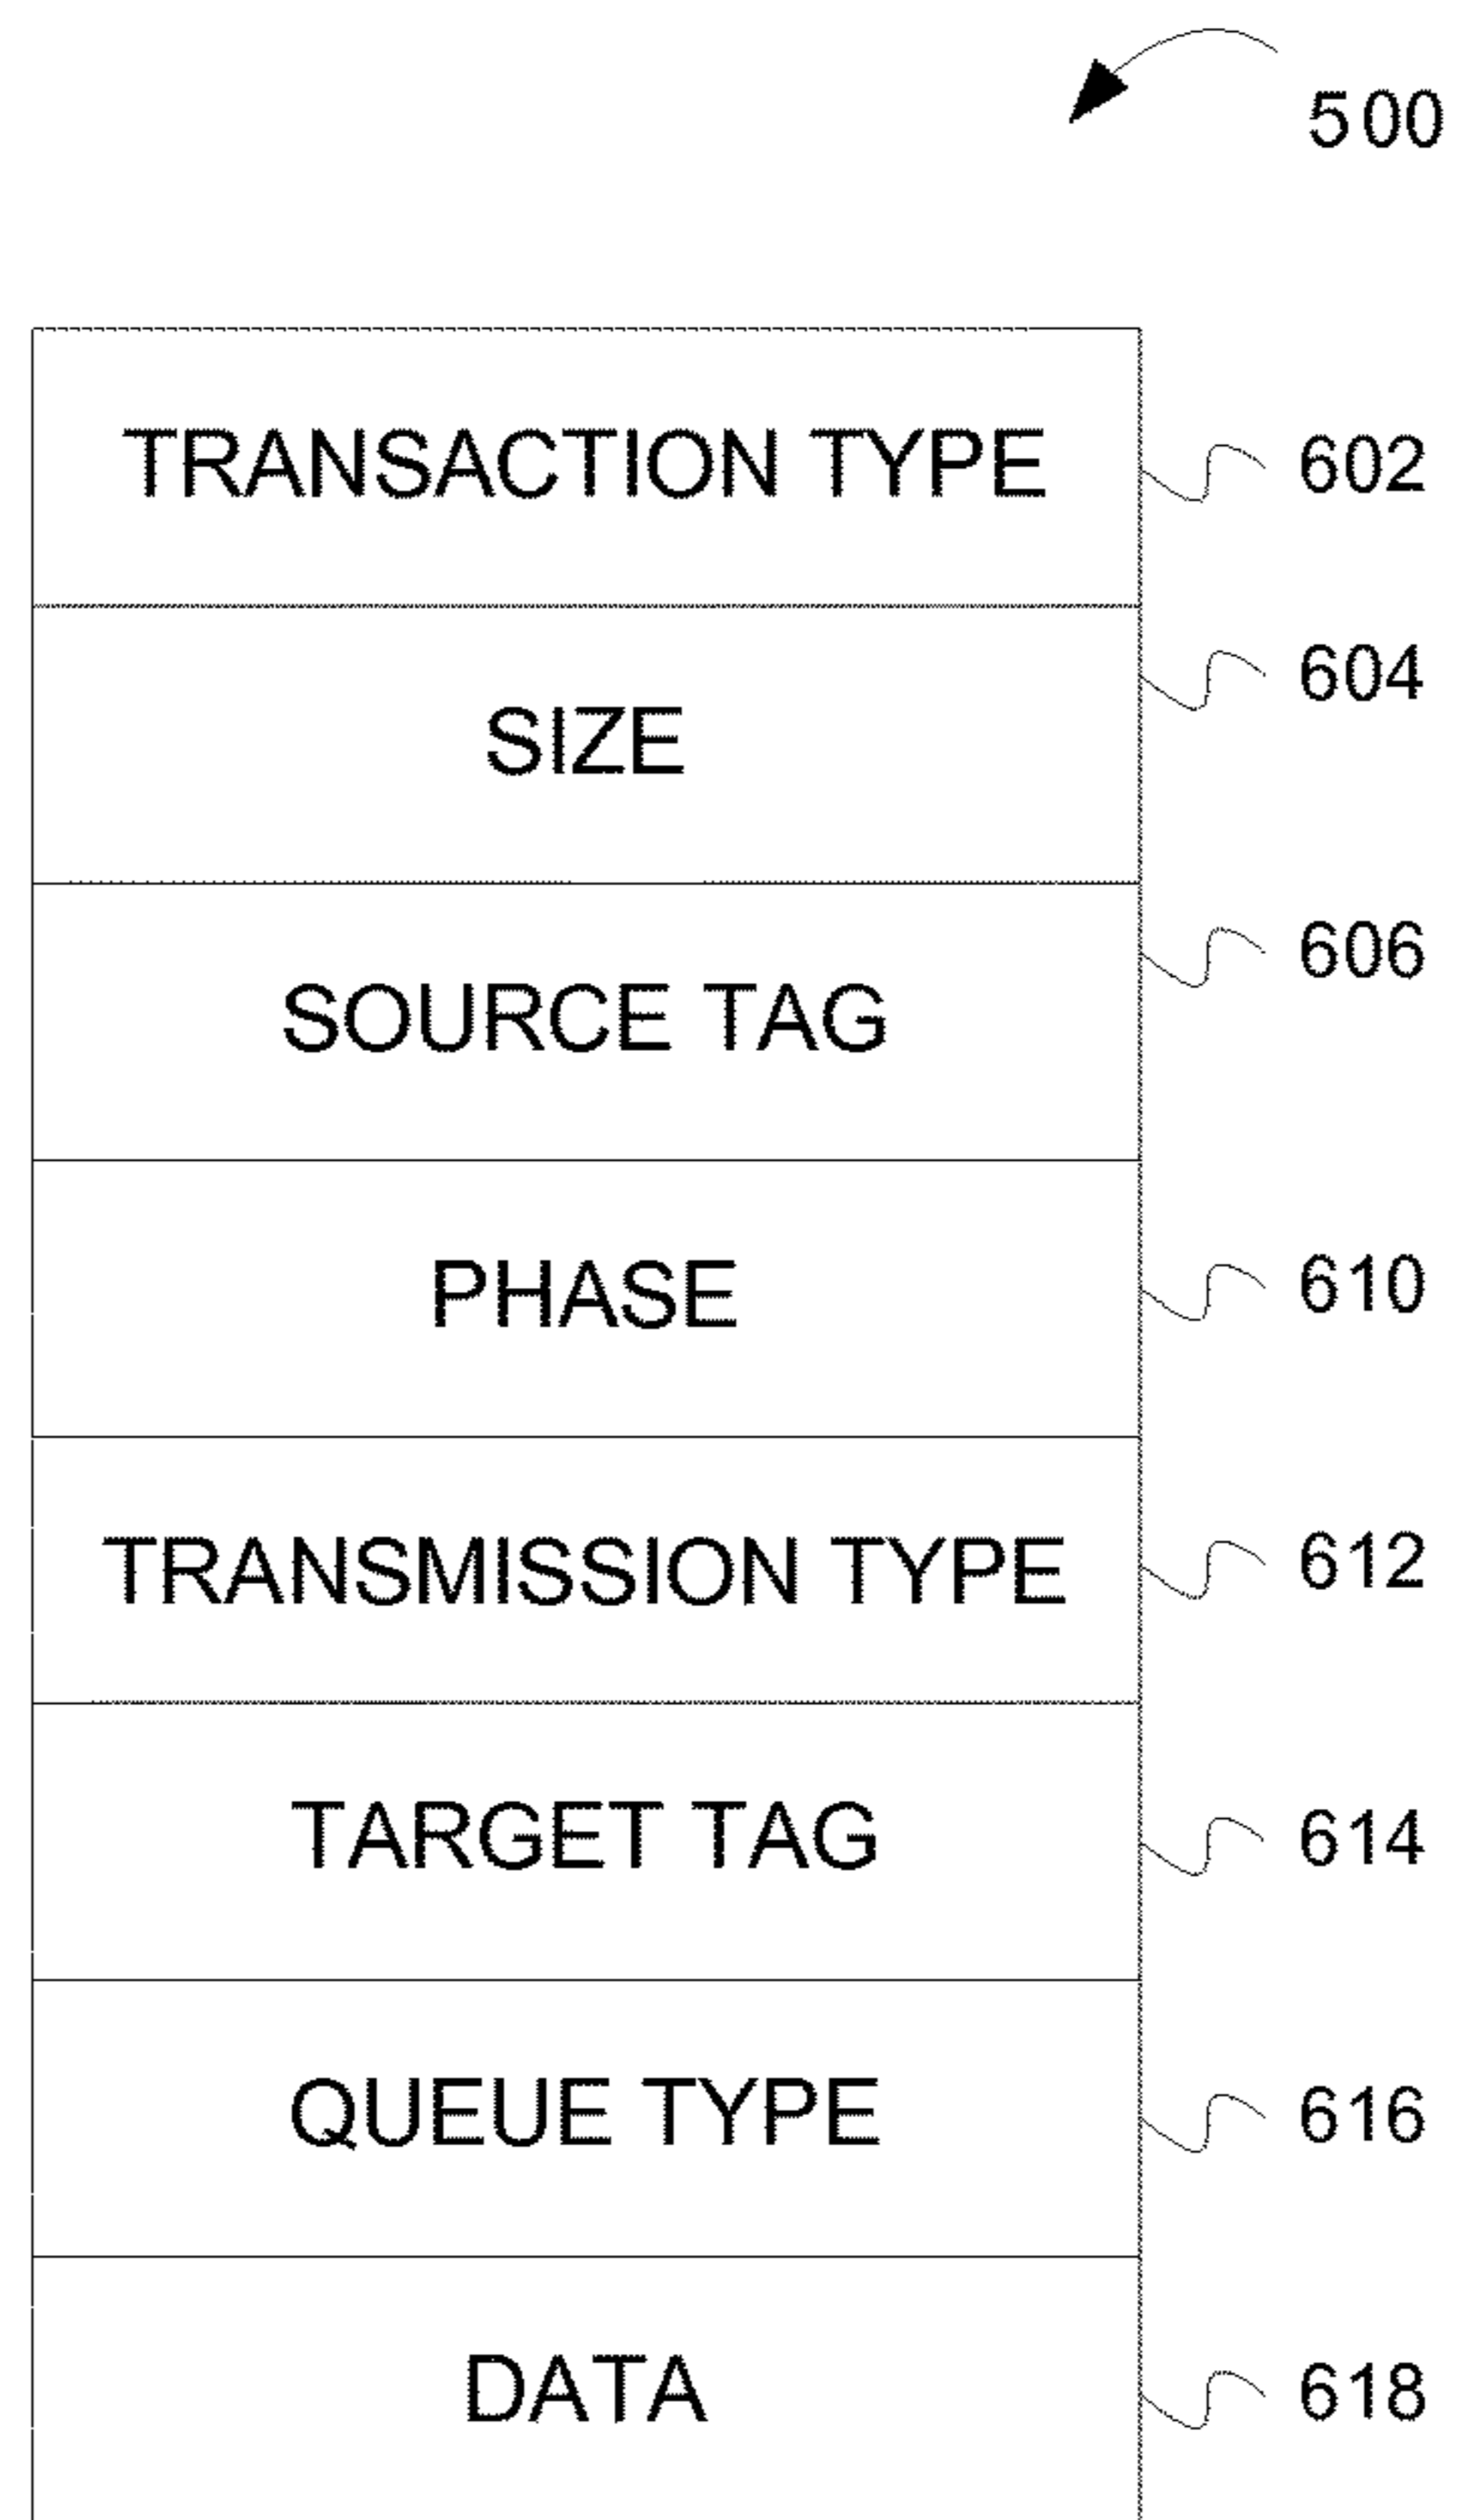 500
TRANSACTION TYPE 602
SIZE 604
SOURCE TAG 606
PHASE 610
TRANSMISSION TYPE 612
TARGET TAG 614
QUEUE TYPE 616
DATA 618